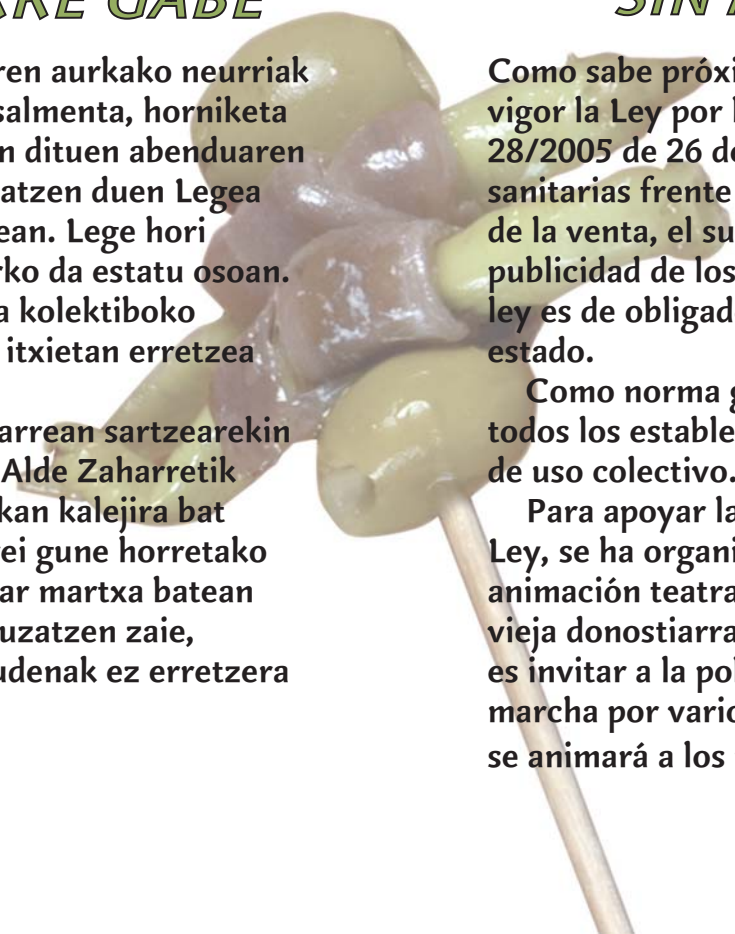 GABE
ren aurkako neurriak
salmenta, horniketa
n dituen abenduaren
atzen duen Legea
ean. Lege hori
rko da estatu osoan.
a kolektiboko
itxietan erretzea
arrean sartzearekin
Alde Zaharretik
kan kalejira bat
ei gune horretako
ar martxa batean
uzatzen zaie,
udenak ez erretzera
SIN
Como sabe próxi
vigor la Ley por l
28/2005 de 26 de
sanitarias frente
de la venta, el su
publicidad de los
ley es de obligad
estado.
Como norma g
todos los estable
de uso colectivo.
Para apoyar la
Ley, se ha organi
animación teatra
vieja donostiarra
es invitar a la pol
marcha por vario
se animará a los